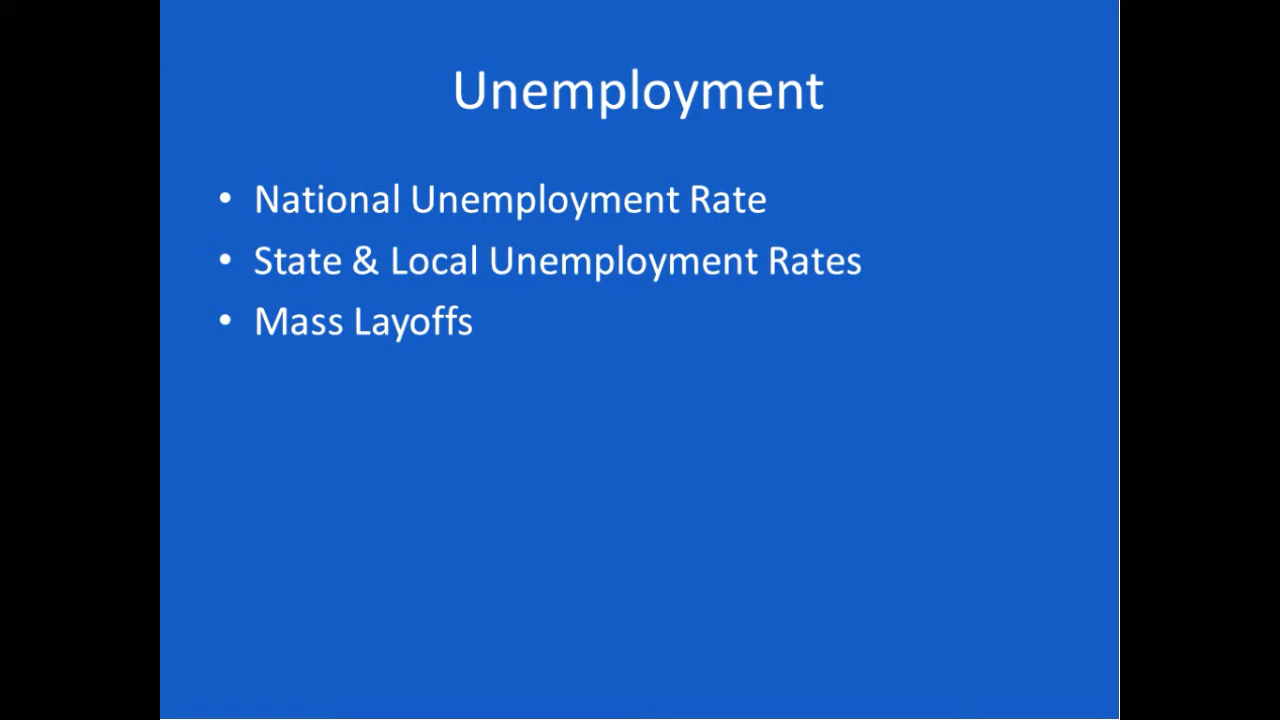 Unemployment
• National Unemployment Rate
• State & Local Unemployment Rates
• Mass Layoffs